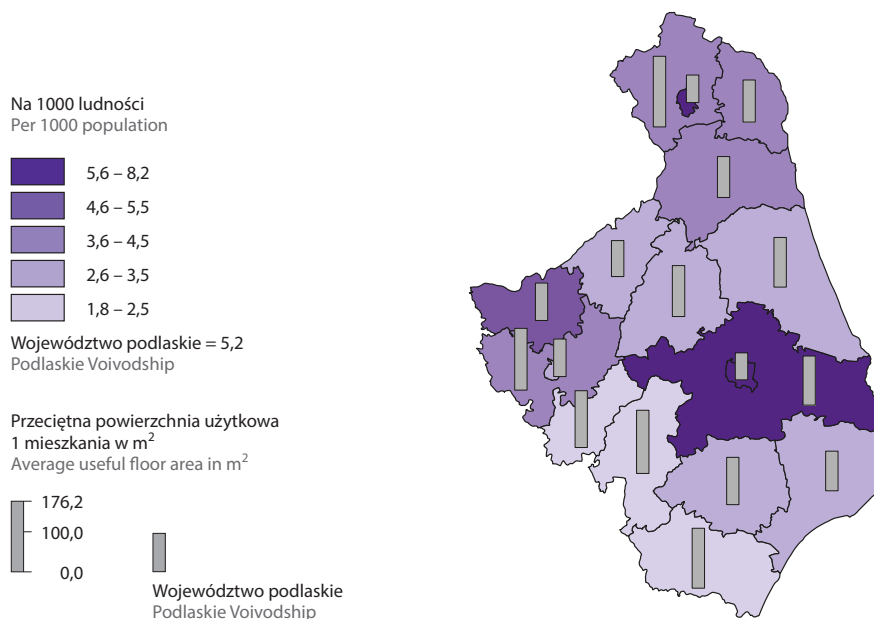 Na 1000 ludności
Per 1000 population
5,6 – 8,2
4,6 – 5,5
3,6 – 4,5
2,6 – 3,5
1,8 – 2,5
Województwo podlaskie = 5,2
Podlaskie Voivodship
Przeciętna powierzchnia użytkowa
1 mieszkania w m²
Average useful floor area in m²
176,2
100,0
0,0
Województwo podlaskie
Podlaskie Voivodship